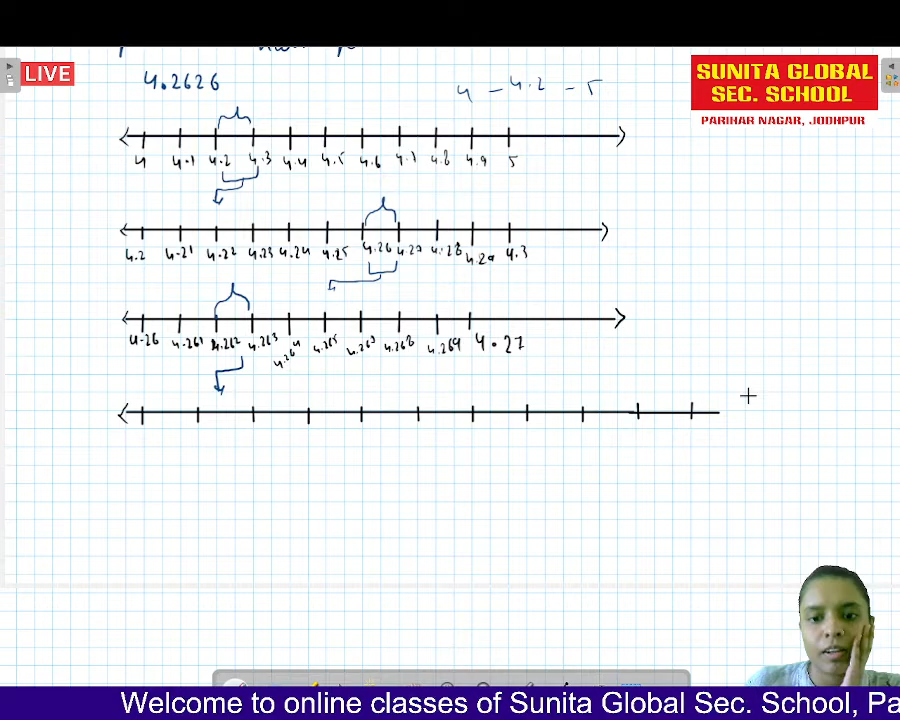 LIVE
SUNITA GLOBAL
SEC. SCHOOL
PARIHAR NAGAR, JODHPUR
4.2626
4 - 4.2 - 5
4 4.1 4.2 4.3 4.4 4.5 4.6 4.7 4.8 4.9 5
4.2 4.21 4.22 4.23 4.24 4.25 4.26 4.27 4.28 4.29 4.3
4.26 4.261 4.262 4.263 4.264 4.265 4.268 4.269 4.27
Welcome to online classes of Sunita Global Sec. School, Pa